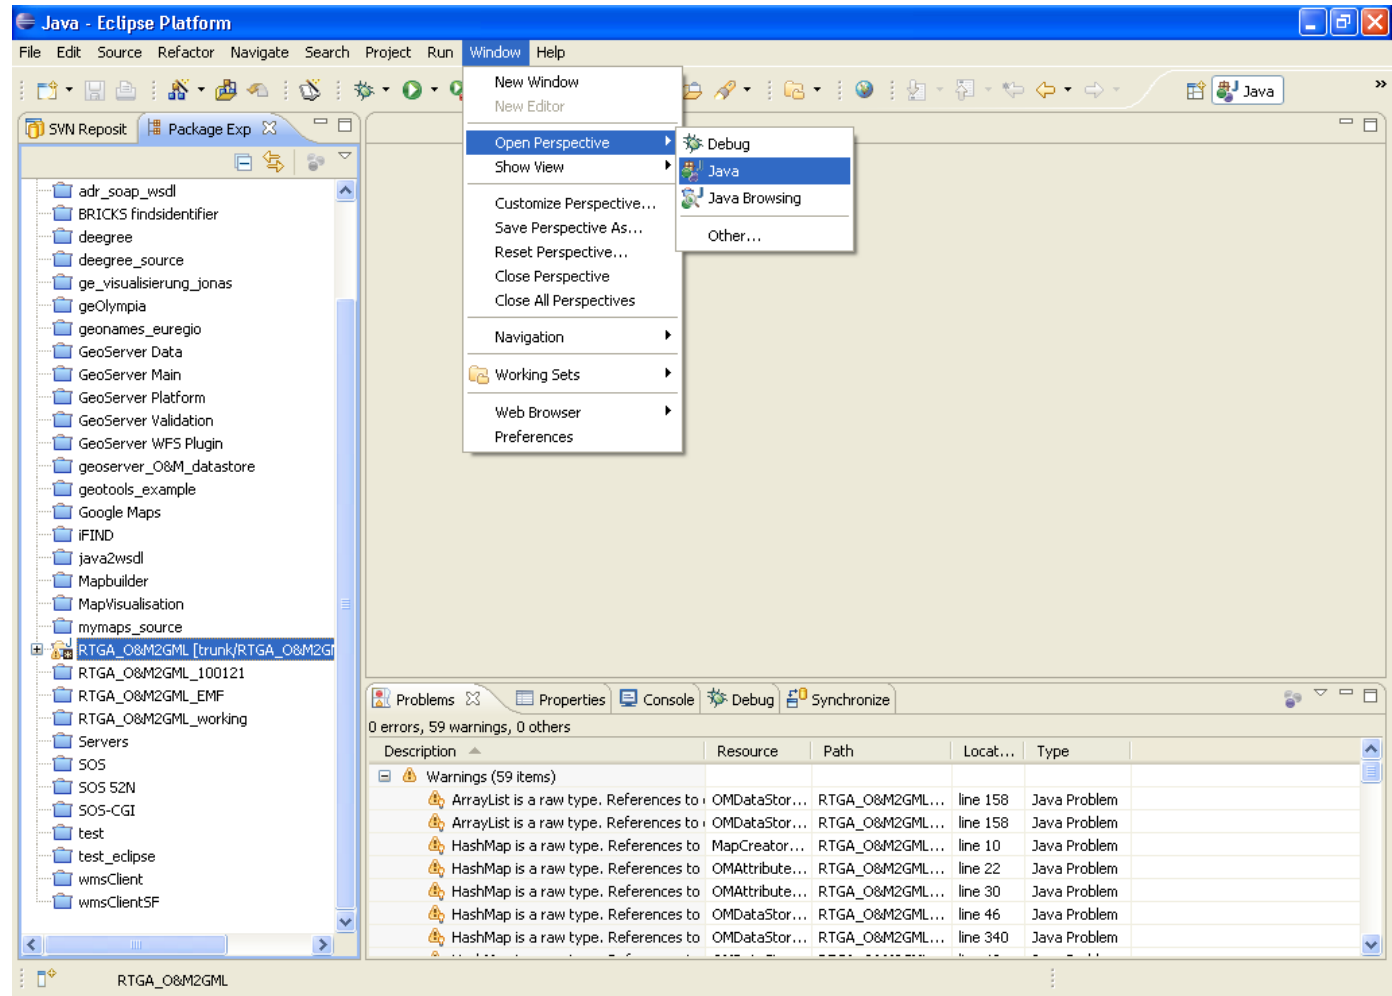 Java - Eclipse Platform
File Edit Source Refactor Navigate Search Project Run Window Help
Java
»
SVN Reposit
Package Exp
New Window
New Editor
Open Perspective
Show View
Customize Perspective...
Save Perspective As...
Reset Perspective...
Close Perspective
Close All Perspectives
Navigation
Working Sets
Web Browser
Preferences
Debug
Java
Java Browsing
Other...
adr_soap_wsdl
BRICKS findsidentifier
deegree
deegree_source
ge_visualisierung_jonas
geOlympia
geonames_euregio
GeoServer Data
GeoServer Main
GeoServer Platform
GeoServer Validation
GeoServer WFS Plugin
geoserver_O&M_datastore
geotools_example
Google Maps
iFIND
java2wsdl
Mapbuilder
MapVisualisation
mymaps_source
RTGA_O&M2GML [trunk/RTGA_O&M2G
RTGA_O&M2GML_100121
RTGA_O&M2GML_EMF
RTGA_O&M2GML_working
Servers
SOS
SOS 52N
SOS-CGI
test
test_eclipse
wmsClient
wmsClientSF
Problems Properties Console Debug Synchronize
0 errors, 59 warnings, 0 others
Description Resource Path Locat... Type
Warnings (59 items)
ArrayList is a raw type. References to OMDataStor... RTGA_O&M2GML... line 158 Java Problem
ArrayList is a raw type. References to OMDataStor... RTGA_O&M2GML... line 158 Java Problem
HashMap is a raw type. References to MapCreator... RTGA_O&M2GML... line 10 Java Problem
HashMap is a raw type. References to OMAttribute... RTGA_O&M2GML... line 22 Java Problem
HashMap is a raw type. References to OMAttribute... RTGA_O&M2GML... line 30 Java Problem
HashMap is a raw type. References to OMDataStor... RTGA_O&M2GML... line 46 Java Problem
HashMap is a raw type. References to OMDataStor... RTGA_O&M2GML... line 340 Java Problem
RTGA_O&M2GML